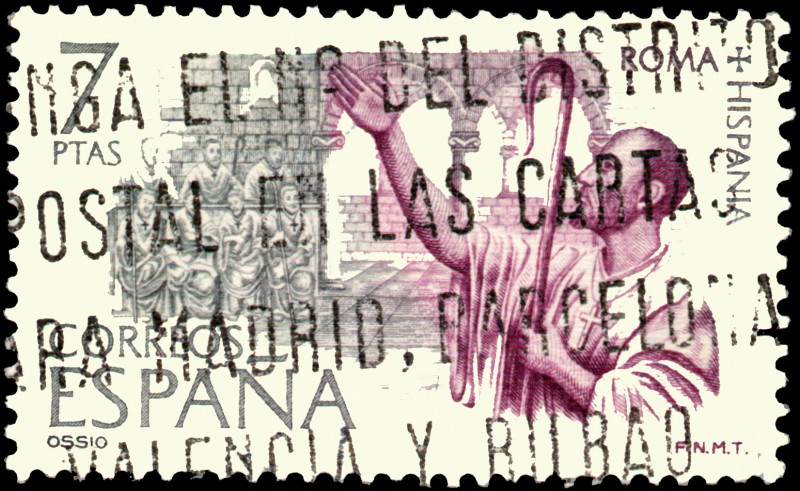 7
PTAS
ROMA + HISPANIA
ONGA EL Nº DEL DISTRITO
POSTAL EN LAS CARTAS
PARA MADRID, BARCELONA
VALENCIA Y BILBAO
CORREOS
ESPAÑA
OSSIO
F.N.M.T.